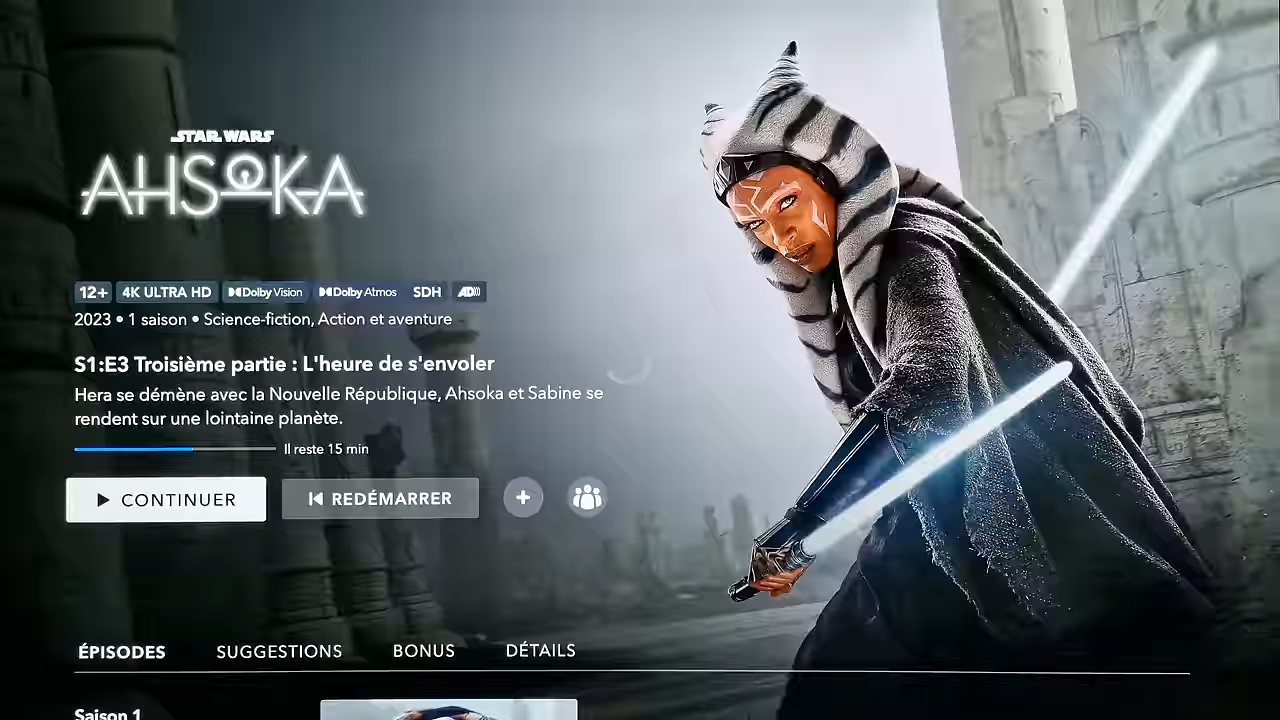 STAR WARS
AHSOKA
12+ 4K ULTRA HD Dolby Vision Dolby Atmos SDH AD
2023 • 1 saison • Science-fiction, Action et aventure
S1:E3 Troisième partie : L'heure de s'envoler
Hera se démène avec la Nouvelle République, Ahsoka et Sabine se
rendent sur une lointaine planète.
Il reste 15 min
CONTINUER REDÉMARRER
ÉPISODES SUGGESTIONS BONUS DÉTAILS
Saison 1